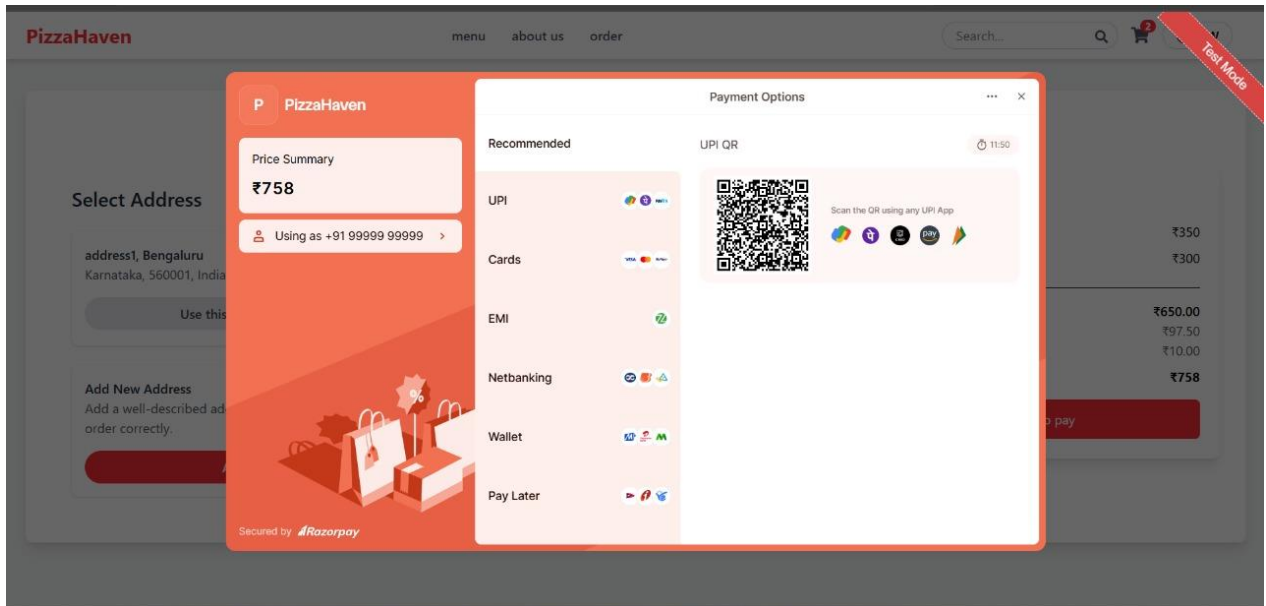 PizzaHaven
menu about us order
Search...
2
Test Mode
P PizzaHaven
Price Summary
₹758
Using as +91 99999 99999
Secured by Razorpay
Payment Options
Recommended
UPI
Cards
EMI
Netbanking
Wallet
Pay Later
UPI QR
11:50
Scan the QR using any UPI App
pay
Select Address
address1, Bengaluru
Karnataka, 560001, India
Use this
Add New Address
Add a well-described ad
order correctly.
₹350
₹300
₹650.00
₹97.50
₹10.00
₹758
pay